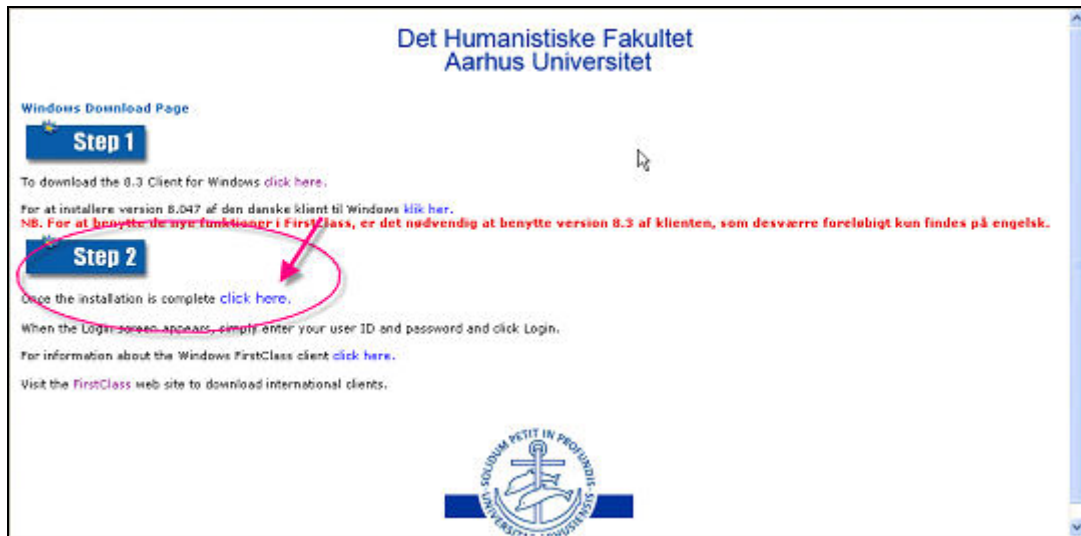 Det Humanistiske Fakultet
Aarhus Universitet
Windows Download Page
Step 1
To download the 8.3 Client for Windows click here.
For at installere version 8.047 af den danske klient til Windows klik her.
NB. For at benytte de nye funktioner i FirstClass, er det nødvendig at benytte version 8.3 af klienten, som desværre foreløbigt kun findes på engelsk.
Step 2
Once the installation is complete click here.
When the Login screen appears, simply enter your user ID and password and click Login.
For information about the Windows FirstClass client click here.
Visit the FirstClass web site to download international clients.
SOLIDUM PETIT IN PROFUNDIS